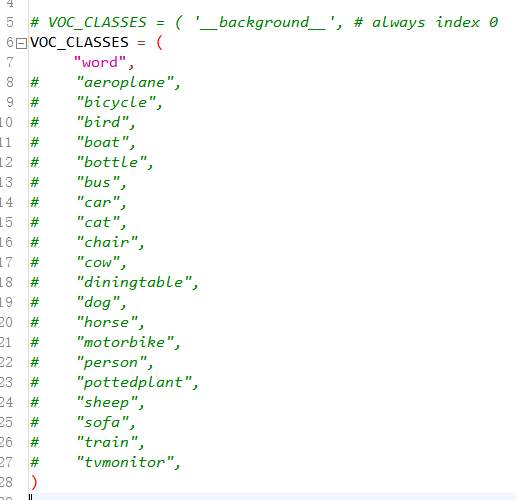 4
5 # VOC_CLASSES = ( '__background__', # always index 0
6 VOC_CLASSES = (
7 "word",
8 # "aeroplane",
9 # "bicycle",
10 # "bird",
11 # "boat",
12 # "bottle",
13 # "bus",
14 # "car",
15 # "cat",
16 # "chair",
17 # "cow",
18 # "diningtable",
19 # "dog",
20 # "horse",
21 # "motorbike",
22 # "person",
23 # "pottedplant",
24 # "sheep",
25 # "sofa",
26 # "train",
27 # "tvmonitor",
28 )